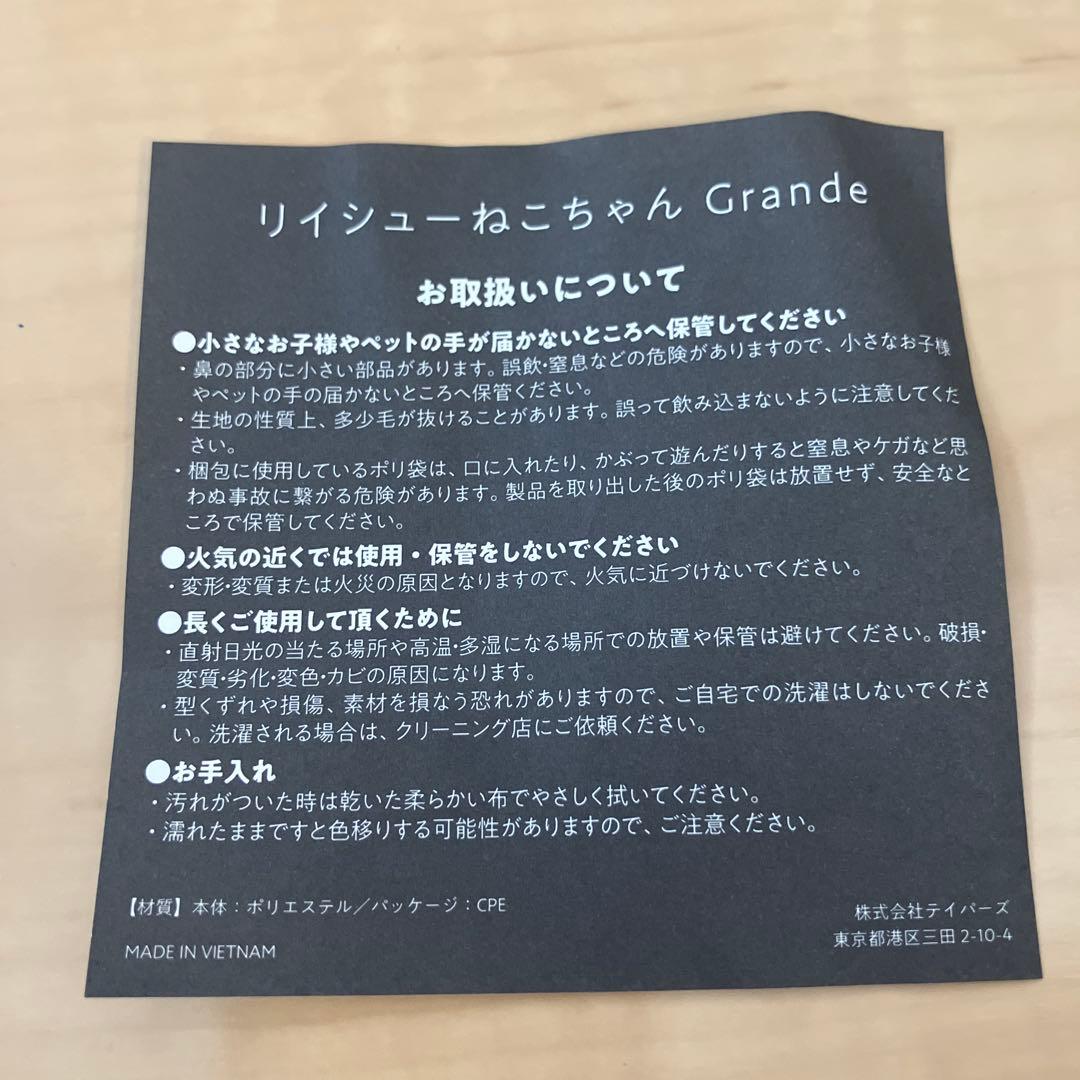 リイシューねこちゃん Grande
お取扱いについて
●小さなお子様やペットの手が届かないところへ保管してください
・鼻の部分に小さい部品があります。誤飲・窒息などの危険がありますので、小さなお子様
やペットの手の届かないところへ保管ください。
・生地の性質上、多少毛が抜けることがあります。誤って飲み込まないように注意してくだ
さい。
・梱包に使用しているポリ袋は、口に入れたり、かぶって遊んだりすると窒息やケガなど思
わぬ事故に繋がる危険があります。製品を取り出した後のポリ袋は放置せず、安全なと
ころで保管してください。
●火気の近くでは使用・保管をしないでください
・変形・変質または火災の原因となりますので、火気に近づけないでください。
●長くご使用して頂くために
・直射日光の当たる場所や高温・多湿になる場所での放置や保管は避けてください。破損・
変質・劣化・変色・カビの原因になります。
・型くずれや損傷、素材を損なう恐れがありますので、ご自宅での洗濯はしないでくださ
い。洗濯される場合は、クリーニング店にご依頼ください。
●お手入れ
・汚れがついた時は乾いた柔らかい布でやさしく拭いてください。
・濡れたままですと色移りする可能性がありますので、ご注意ください。
【材質】本体：ポリエステル／パッケージ：CPE
MADE IN VIETNAM
株式会社テイパーズ
東京都港区三田 2-10-4